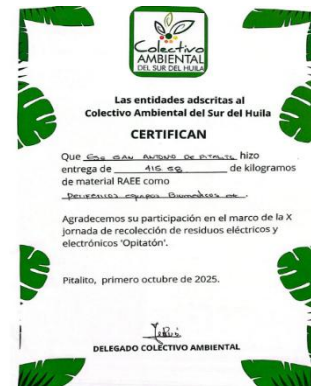 Colectivo
AMBIENTAL
DEL SUR DEL HUILA
Las entidades adscritas al
Colectivo Ambiental del Sur del Huila
CERTIFICAN
Que ESE SAN ANTONIO DE PITALITO hizo
entrega de 415 de kilogramos
de material RAEE como
equipos Biomedicos
Agradecemos su participación en el marco de la X
jornada de recolección de residuos eléctricos y
electrónicos 'Opitatón'.
Pitalito, primero octubre de 2025.
DELEGADO COLECTIVO AMBIENTAL